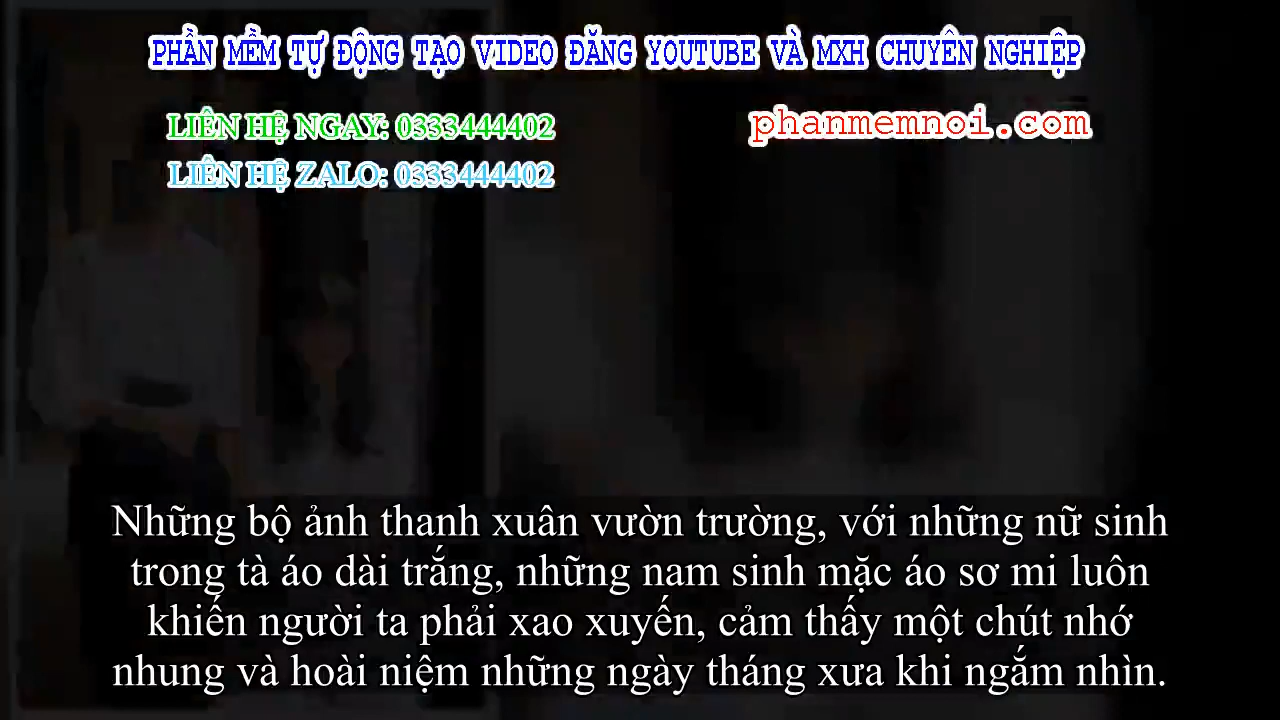 PHẦN MỀM TỰ ĐỘNG TẠO VIDEO ĐĂNG YOUTUBE VÀ MXH CHUYÊN NGHIỆP
LIÊN HỆ NGAY: 0333444402
phanmemnoi.com
LIÊN HỆ ZALO: 0333444402
Những bộ ảnh thanh xuân vườn trường, với những nữ sinh
trong tà áo dài trắng, những nam sinh mặc áo sơ mi luôn
khiến người ta phải xao xuyến, cảm thấy một chút nhớ
nhung và hoài niệm những ngày tháng xưa khi ngắm nhìn.